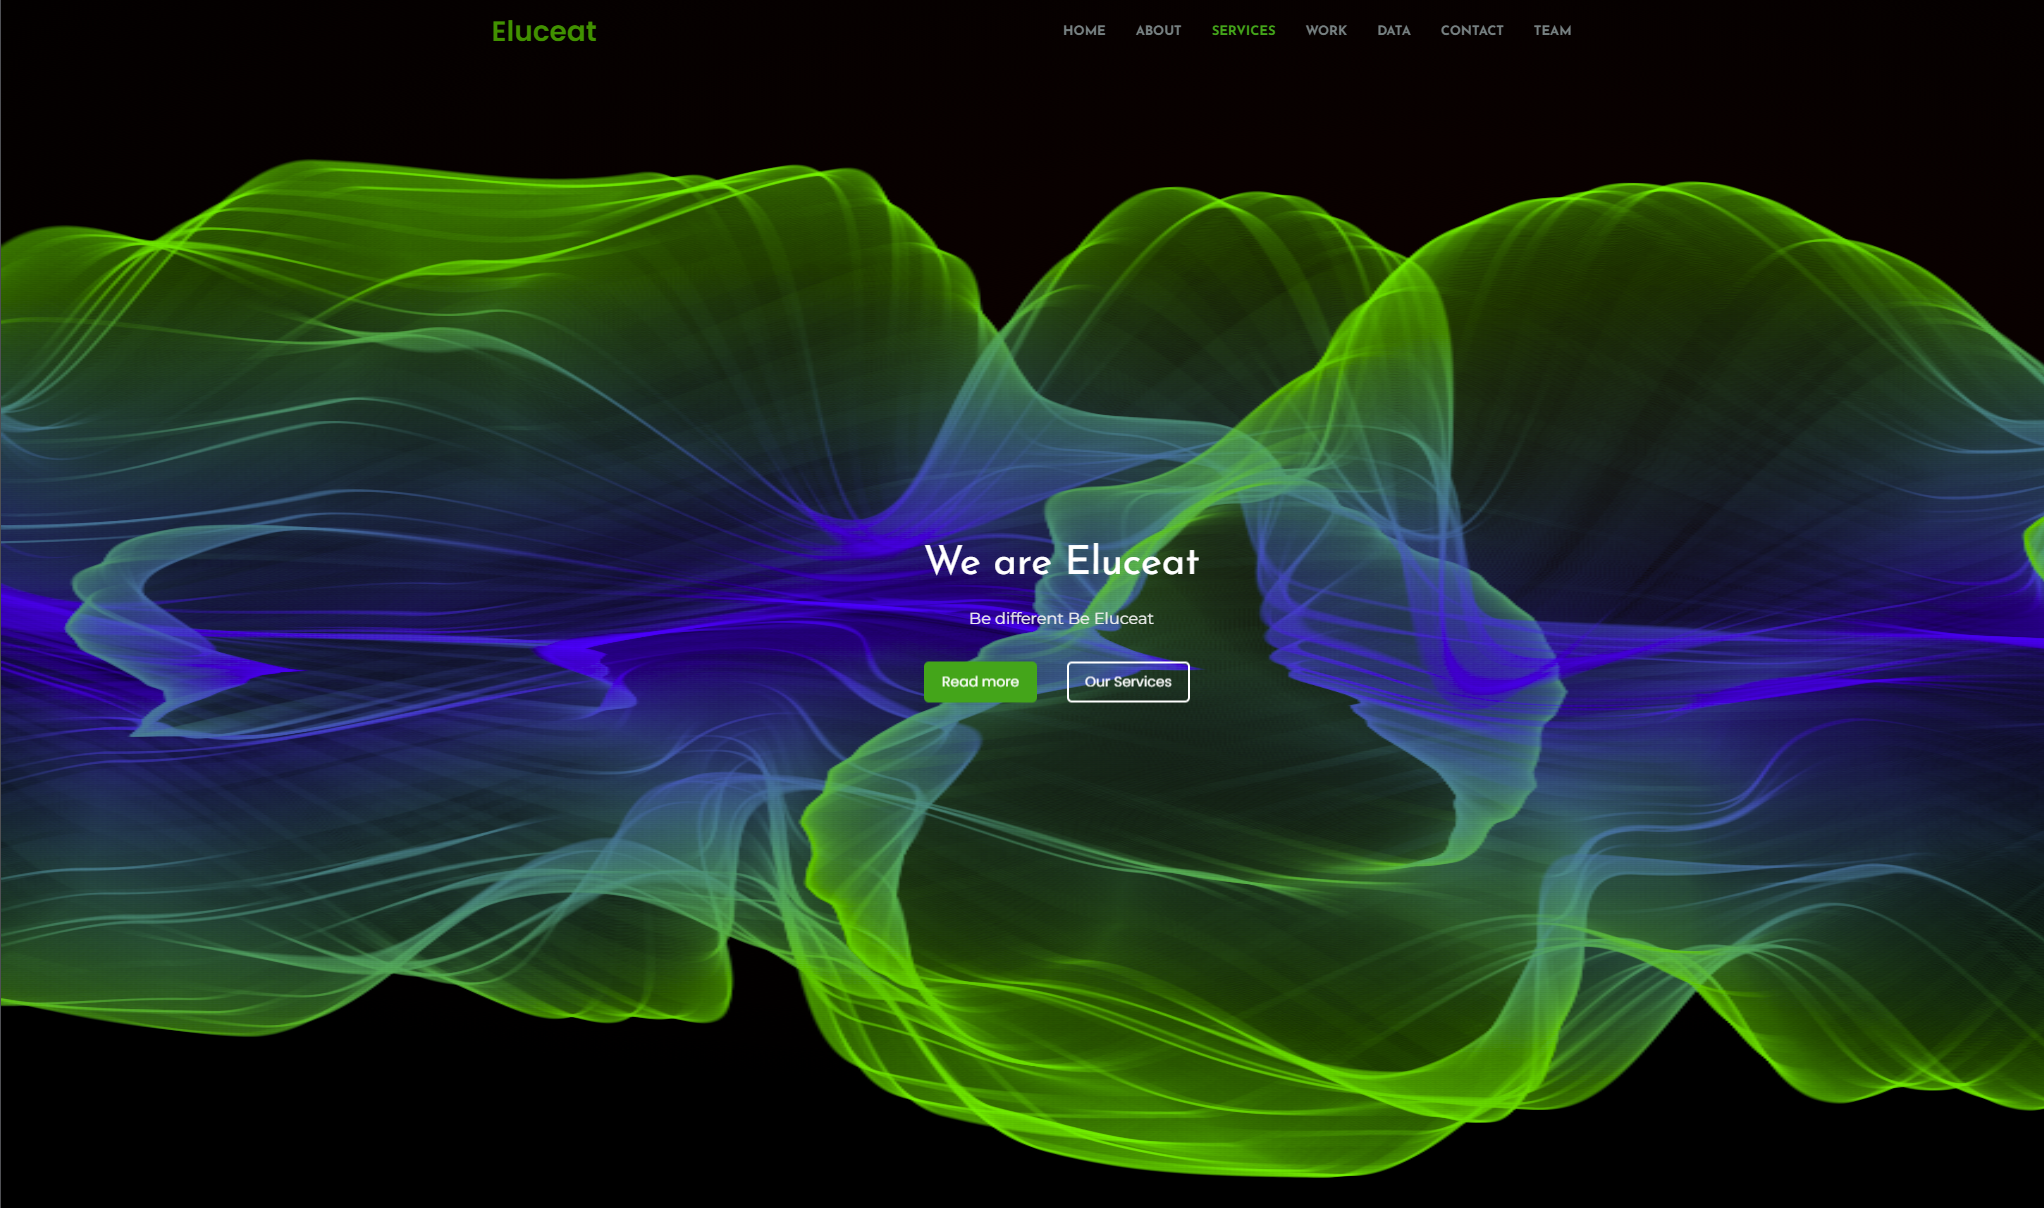 Eluceat
HOME ABOUT SERVICES WORK DATA CONTACT TEAM
We are Eluceat
Be different Be Eluceat
Read more
Our Services